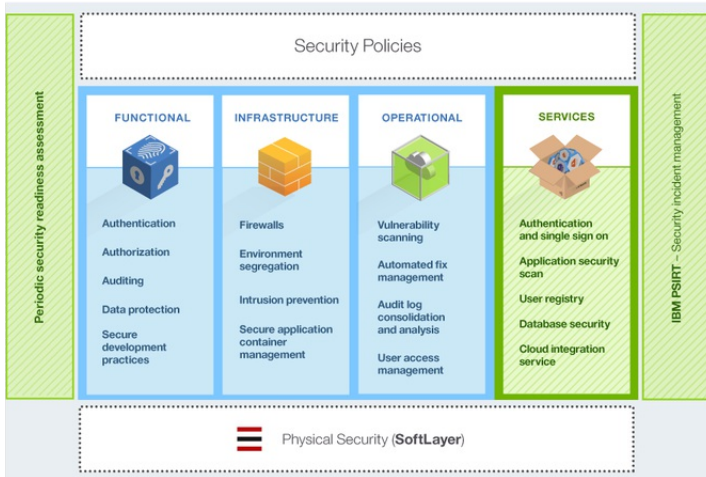 Security Policies
Periodic security readiness assessment
FUNCTIONAL
Authentication
Authorization
Auditing
Data protection
Secure
development
practices
INFRASTRUCTURE
Firewalls
Environment
segregation
Intrusion prevention
Secure application
container
management
OPERATIONAL
Vulnerability
scanning
Automated fix
management
Audit log
consolidation
and analysis
User access
management
SERVICES
Authentication
and single sign on
Application security
scan
User registry
Database security
Cloud integration
service
IBM PSIRT – Security incident management
Physical Security (SoftLayer)